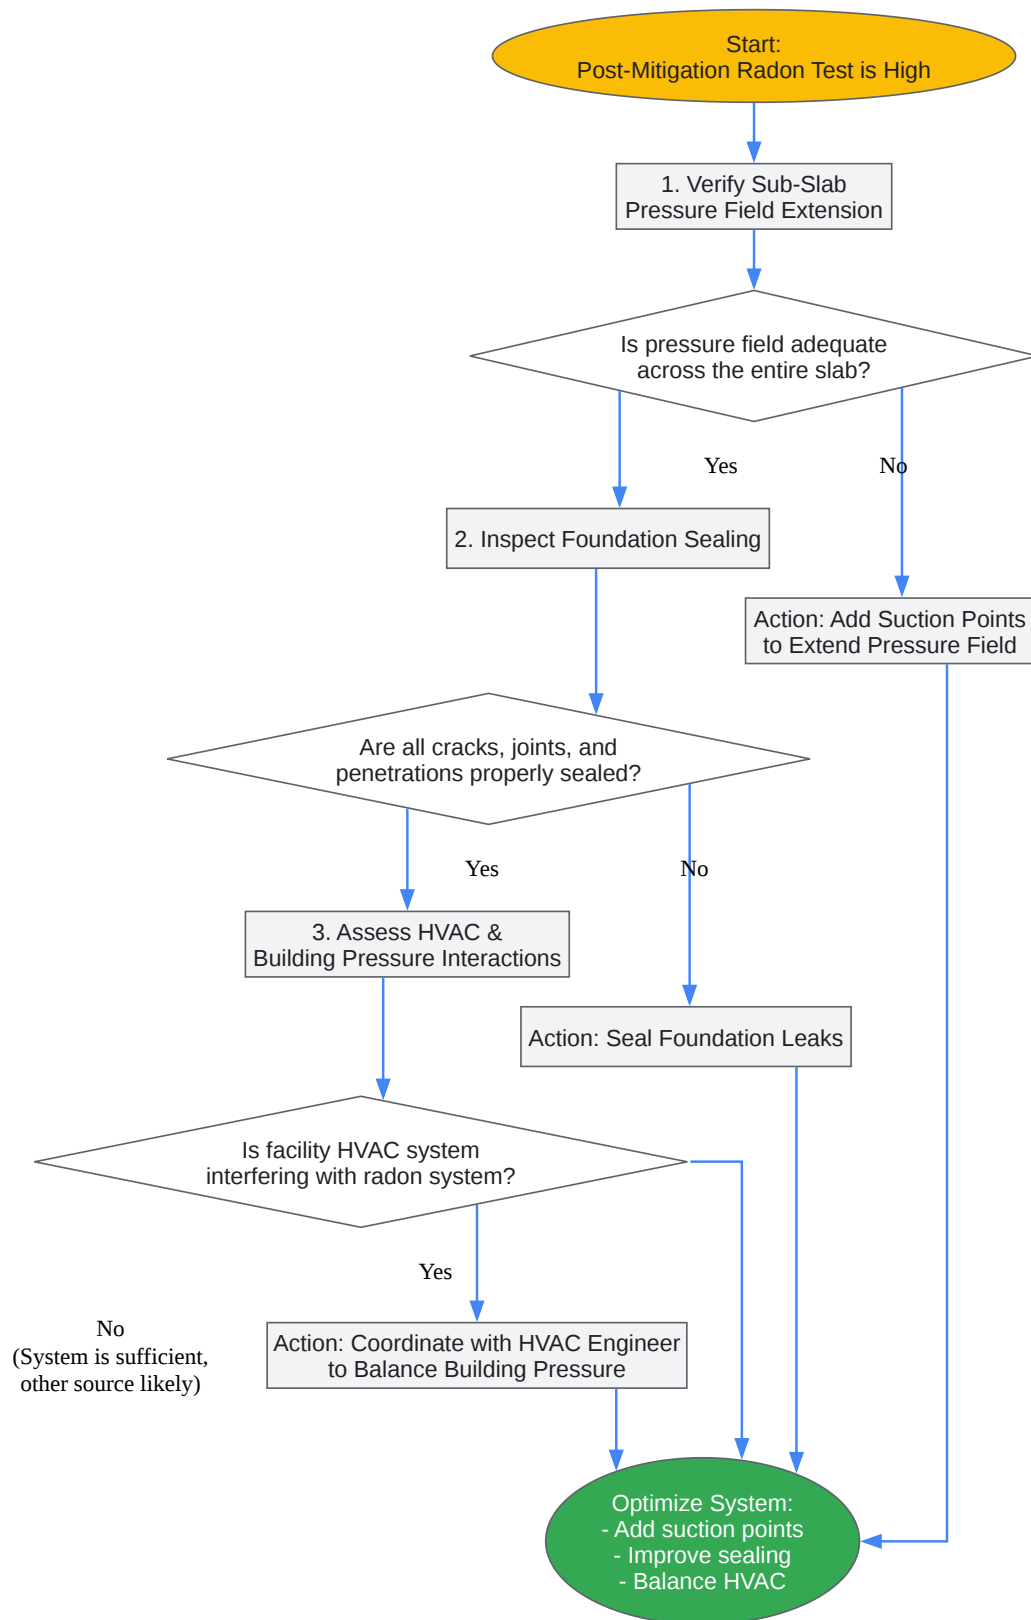 Start:
Post-Mitigation Radon Test is High
1. Verify Sub-Slab
Pressure Field Extension
Is pressure field adequate
across the entire slab?
Yes
No
2. Inspect Foundation Sealing
Action: Add Suction Points
to Extend Pressure Field
Are all cracks, joints, and
penetrations properly sealed?
Yes
No
3. Assess HVAC &
Building Pressure Interactions
Action: Seal Foundation Leaks
Is facility HVAC system
interfering with radon system?
Yes
No
(System is sufficient,
other source likely)
Action: Coordinate with HVAC Engineer
to Balance Building Pressure
Optimize System:
- Add suction points
- Improve sealing
- Balance HVAC